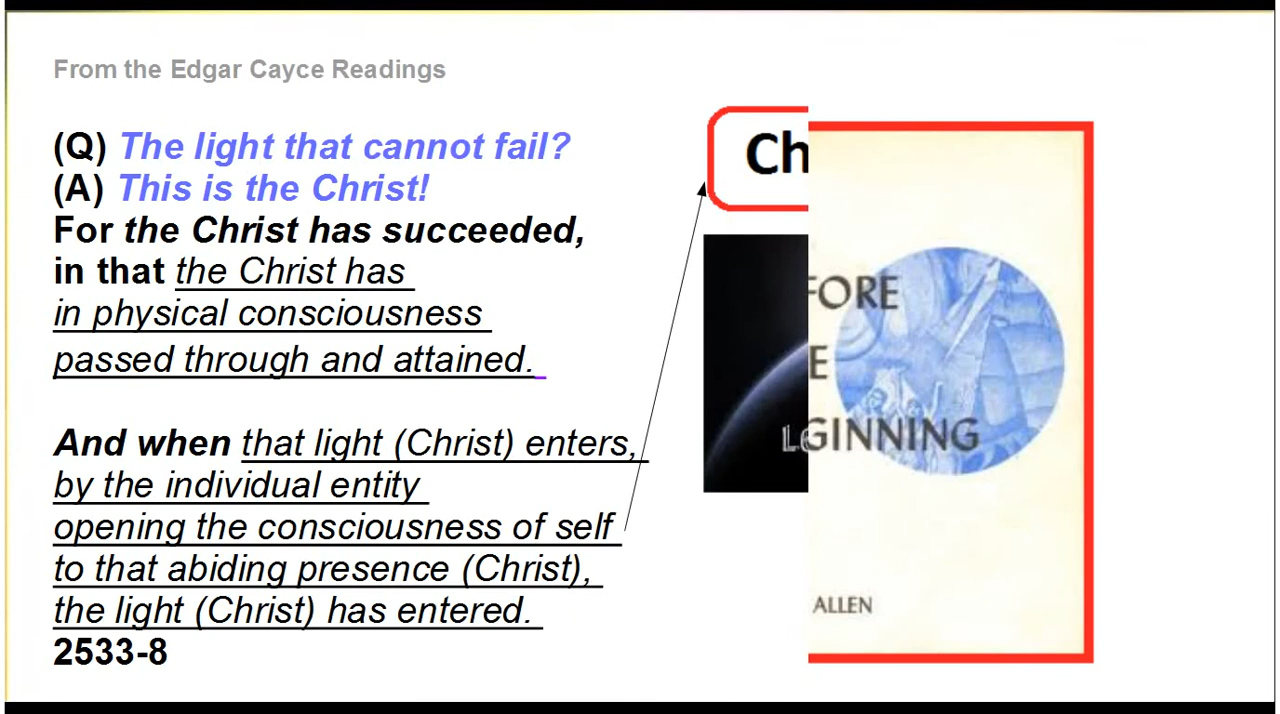 From the Edgar Cayce Readings
(Q) The light that cannot fail?
(A) This is the Christ!
For the Christ has succeeded,
in that the Christ has
in physical consciousness
passed through and attained.
And when that light (Christ) enters,
by the individual entity
opening the consciousness of self
to that abiding presence (Christ),
the light (Christ) has entered.
2533-8
Ch
FORE
E
GINNING
ALLEN